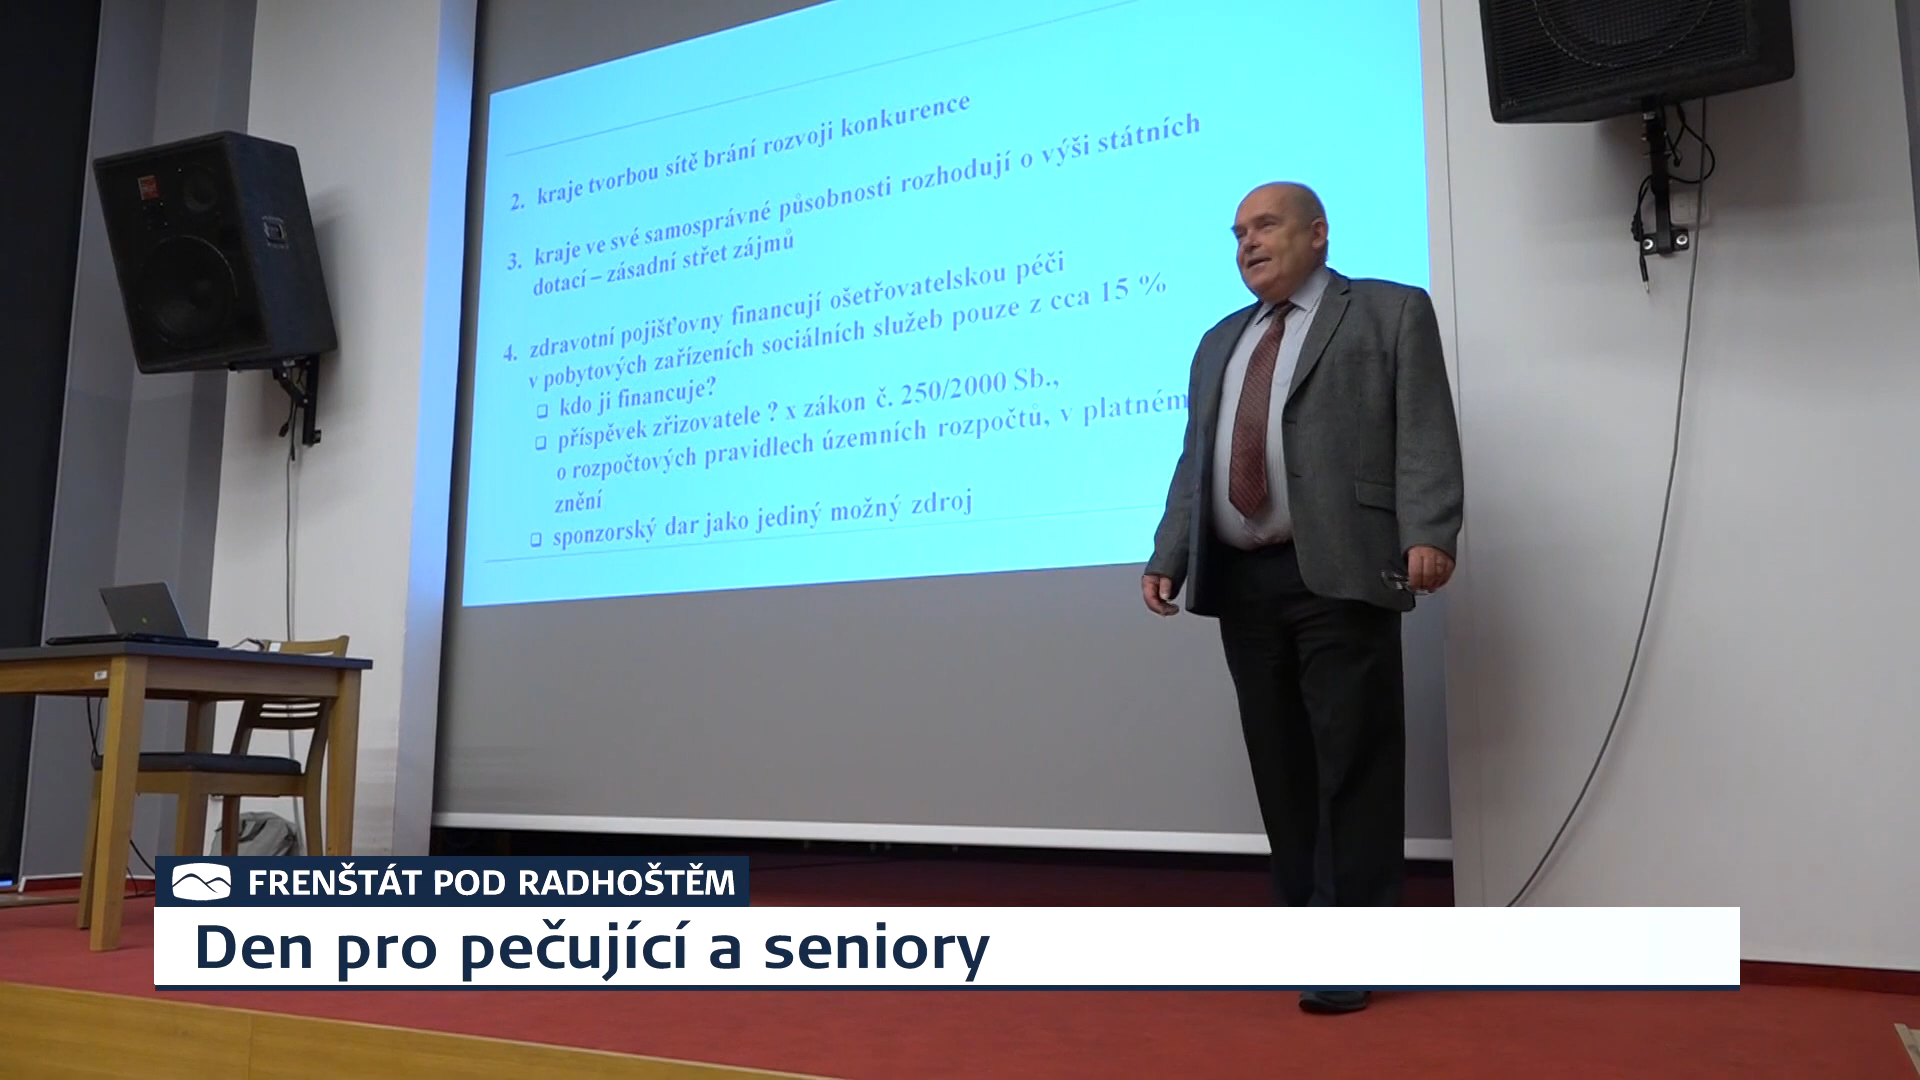 2. kraje tvorbou sítě brání rozvoji konkurence
3. kraje ve své samosprávné působnosti rozhodují o výši státních
dotací – zásadní střet zájmů
4. zdravotní pojišťovny financují ošetřovatelskou péči
v pobytových zařízeních sociálních služeb pouze z cca 15 %
❑ kdo ji financuje?
❑ příspěvek zřizovatele ? x zákon č. 250/2000 Sb.,
o rozpočtových pravidlech územních rozpočtů, v platném
znění
❑ sponzorský dar jako jediný možný zdroj
FRENŠTÁT POD RADHOŠTĚM
Den pro pečující a seniory